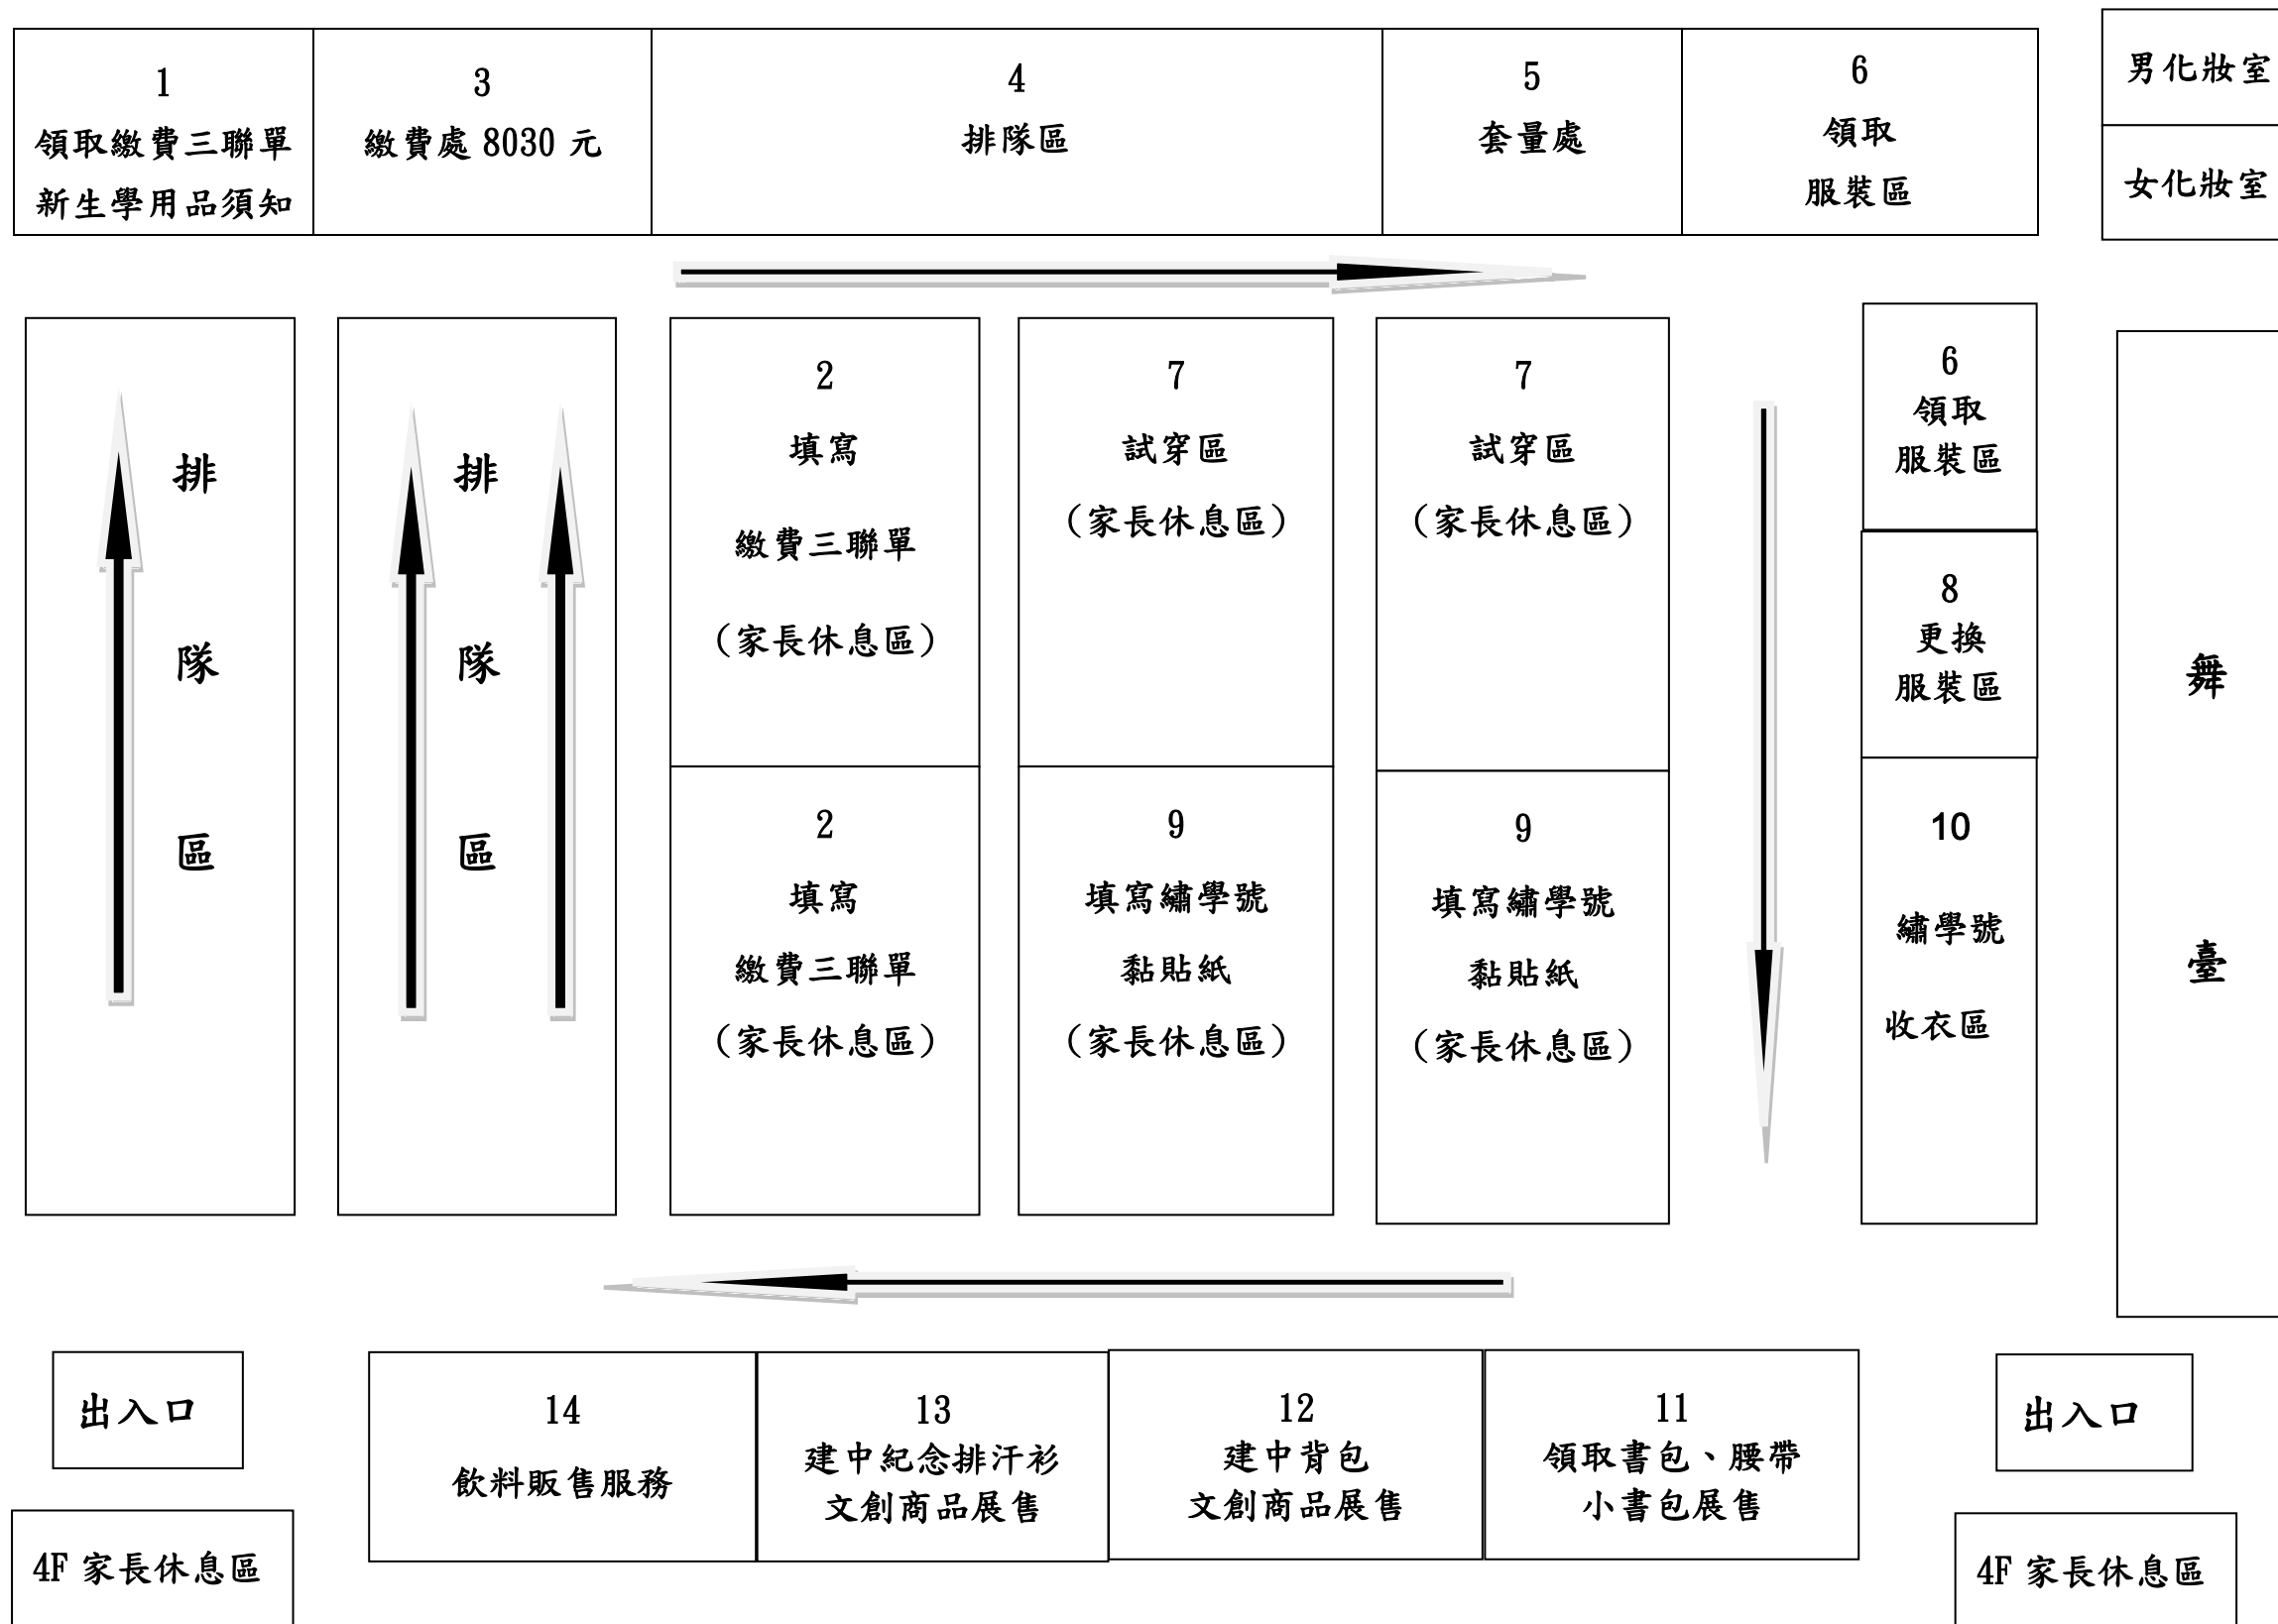 1
領取繳費三聯單
新生學用品須知
3
繳費處 8030 元
4
排隊區
5
套量處
6
領取
服裝區
男化妝室
女化妝室
排
隊
區
排
隊
區
2
填寫
繳費三聯單
（家長休息區）
7
試穿區
（家長休息區）
7
試穿區
（家長休息區）
6
領取
服裝區
8
更換
服裝區
2
填寫
繳費三聯單
（家長休息區）
9
填寫繡學號
黏貼紙
（家長休息區）
9
填寫繡學號
黏貼紙
（家長休息區）
10
繡學號
收衣區
舞
臺
出入口
14
飲料販售服務
13
建中紀念排汗衫
文創商品展售
12
建中背包
文創商品展售
11
領取書包、腰帶
小書包展售
出入口
4F 家長休息區
4F 家長休息區